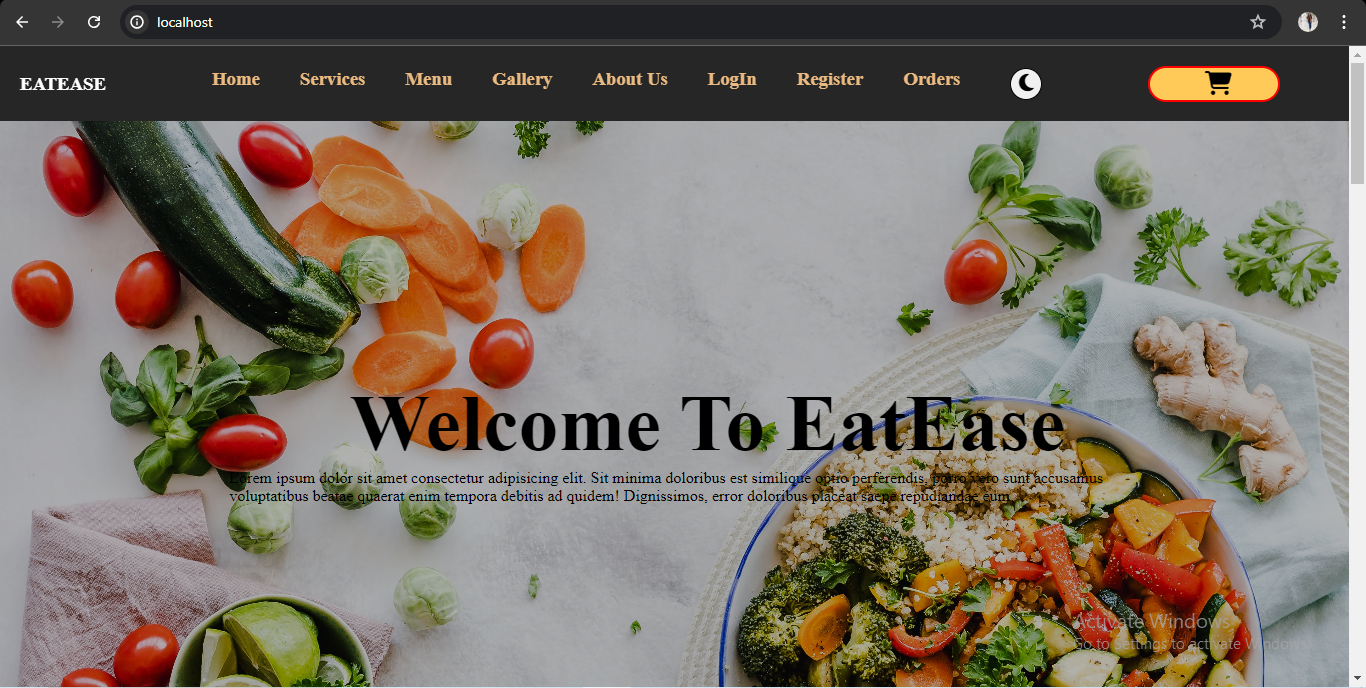 localhost
EATEASE
Home Services Menu Gallery About Us LogIn Register Orders
Welcome To EatEase
Lorem ipsum dolor sit amet consectetur adipisicing elit. Sit minima doloribus est similique optio perferendis, porro vero sunt accusamus
voluptatibus beatae quaerat enim tempora debitis ad quidem! Dignissimos, error doloribus placeat saepe repudiandae eum.
Activate Windows
Go to Settings to activate Windows.